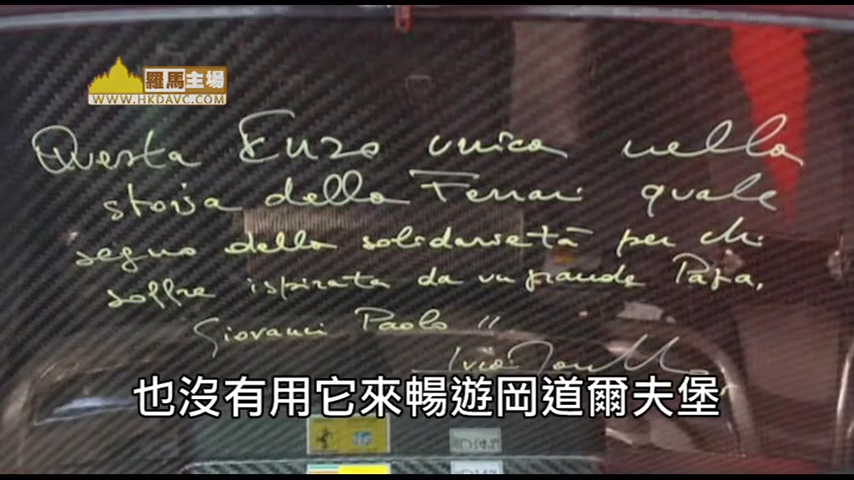 羅馬主場
WWW.HKDAVC.COM
Questa Enzo unica nella
storia della Ferrari quale
segno della solidarietà per chi
soffre ispirata da un grande Papa,
Giovanni Paolo II
也沒有用它來暢遊岡道爾夫堡